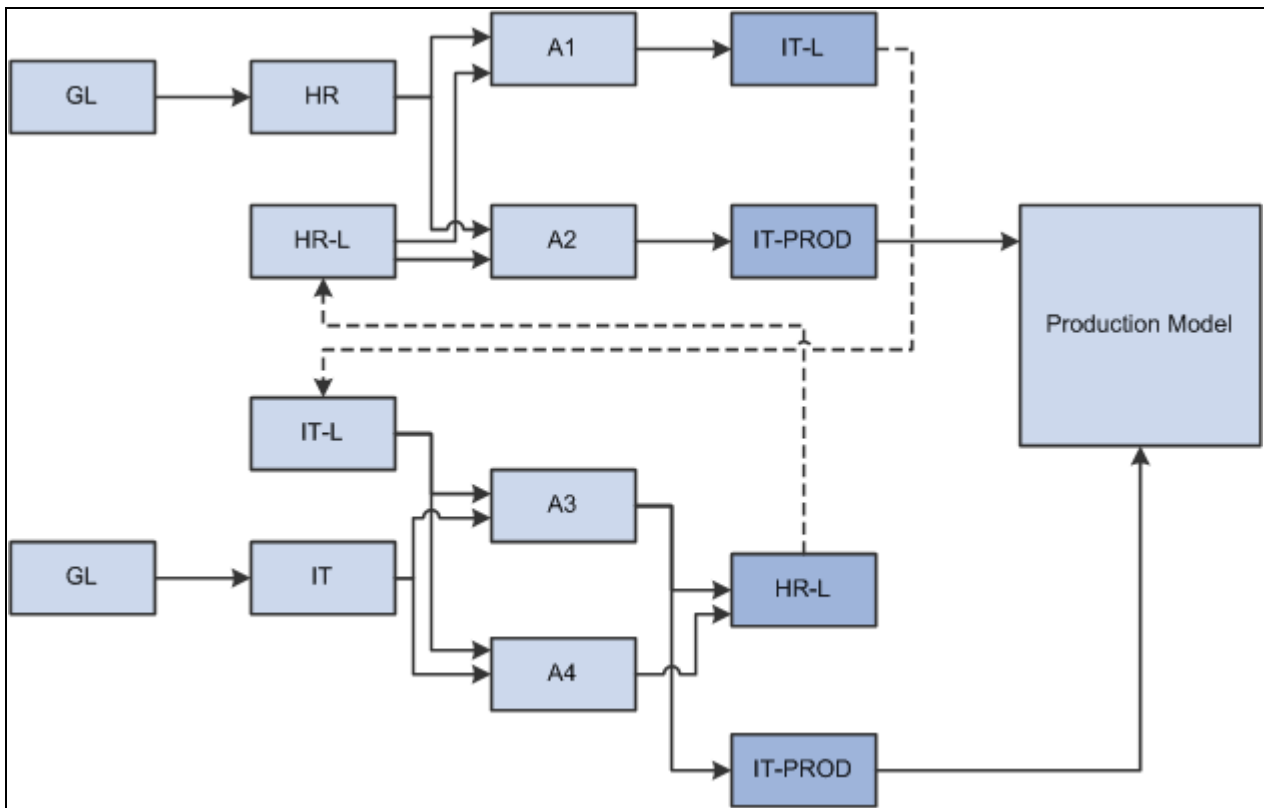 GL
HR
A1
IT-L
HR-L
A2
IT-PROD
Production Model
IT-L
A3
GL
IT
HR-L
A4
IT-PROD